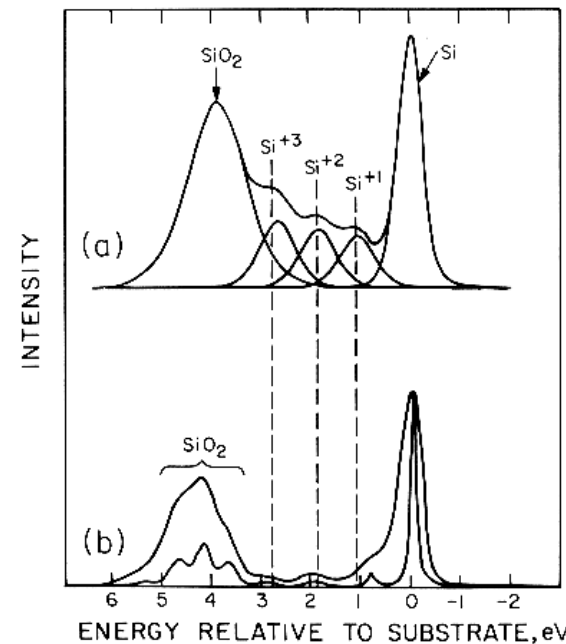 SiO₂
Si
Si⁺³
Si⁺²
Si⁺¹
(a)
INTENSITY
SiO₂
(b)
6 5 4 3 2 1 0 -1 -2
ENERGY RELATIVE TO SUBSTRATE, eV